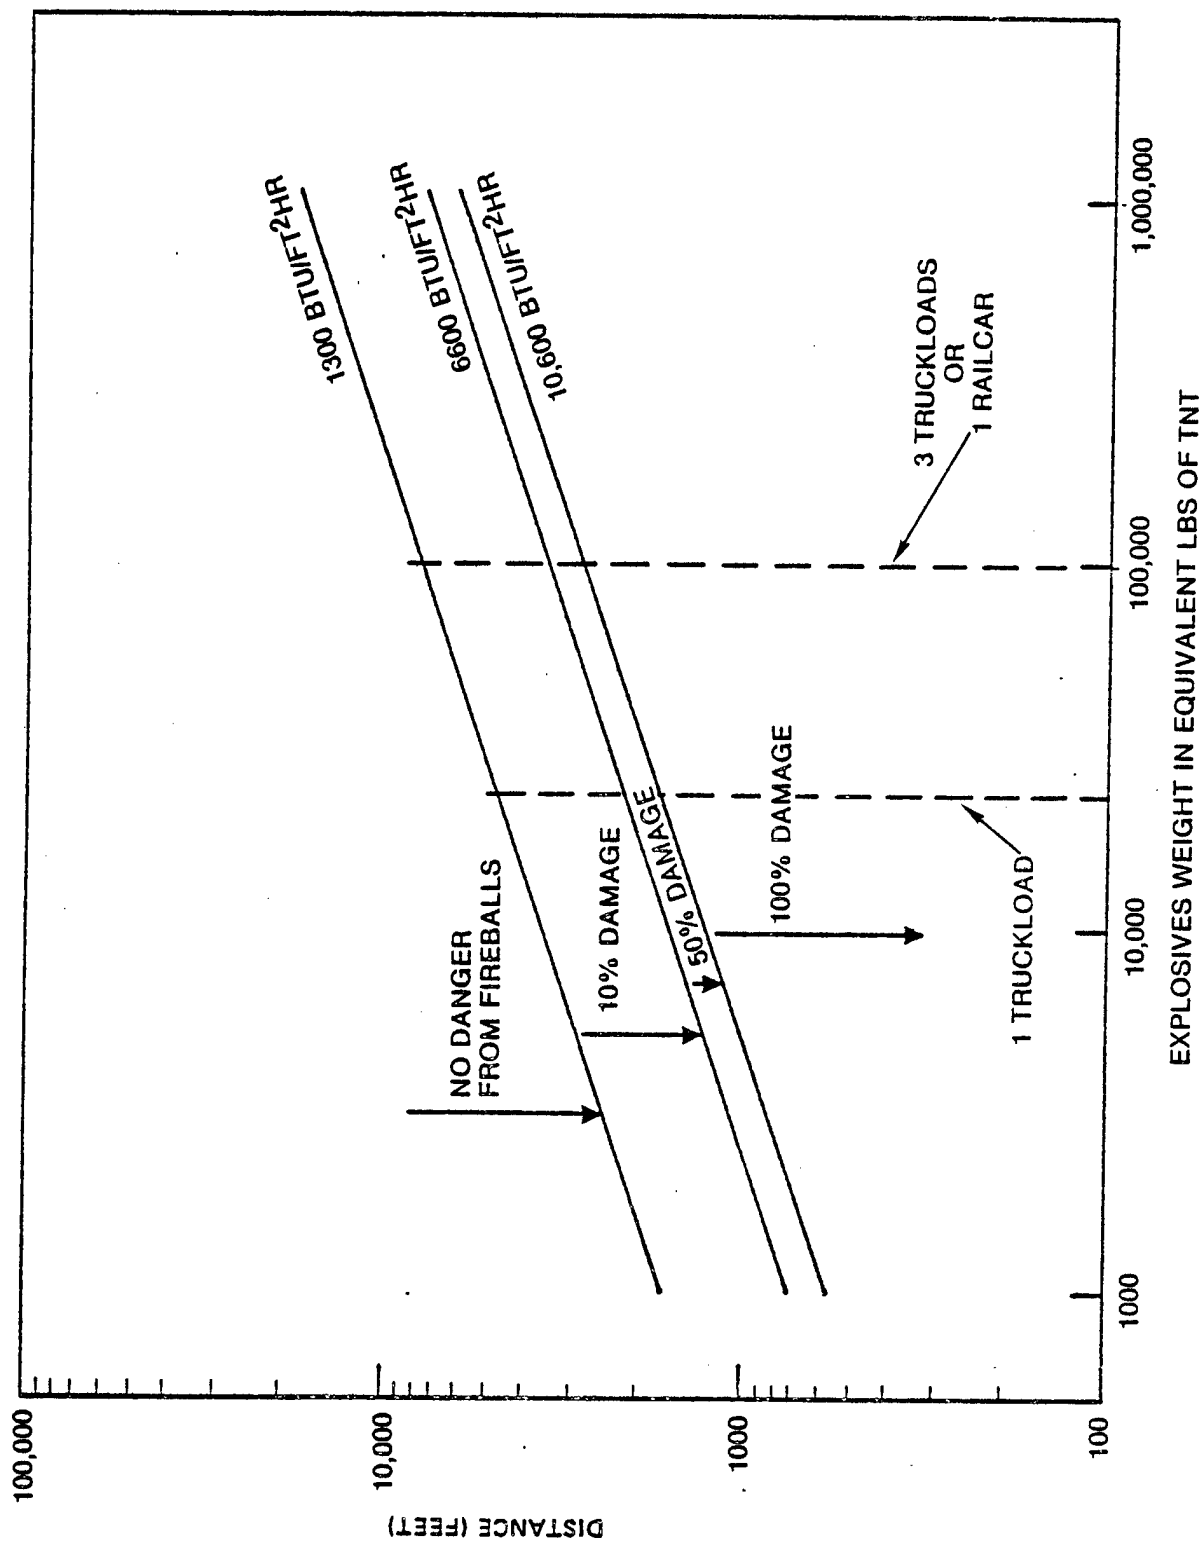 100,000
10,000
1000
100
DISTANCE (FEET)
1300 BTU/FT2HR
6600 BTU/FT2HR
10,600 BTU/FT2HR
NO DANGER
FROM FIREBALLS
10% DAMAGE
50% DAMAGE
100% DAMAGE
1 TRUCKLOAD
3 TRUCKLOADS
OR
1 RAILCAR
1000
10,000
100,000
1,000,000
EXPLOSIVES WEIGHT IN EQUIVALENT LBS OF TNT